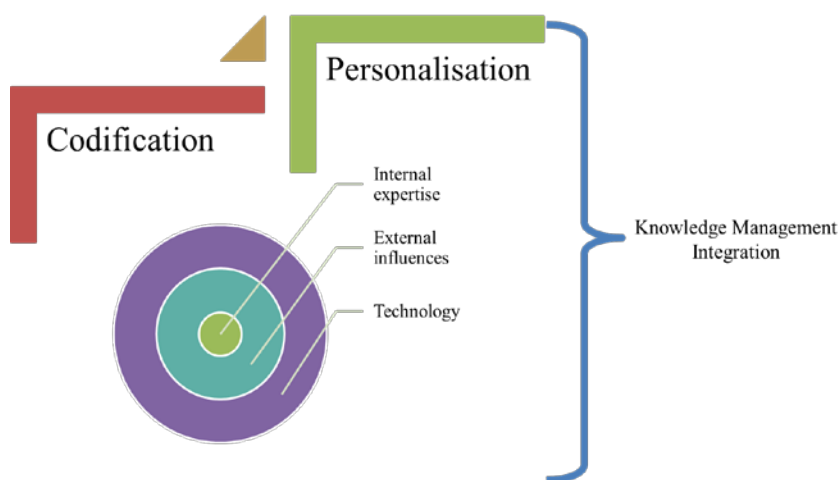 Personalisation
Codification
Internal
expertise
External
influences
Technology
Knowledge Management
Integration